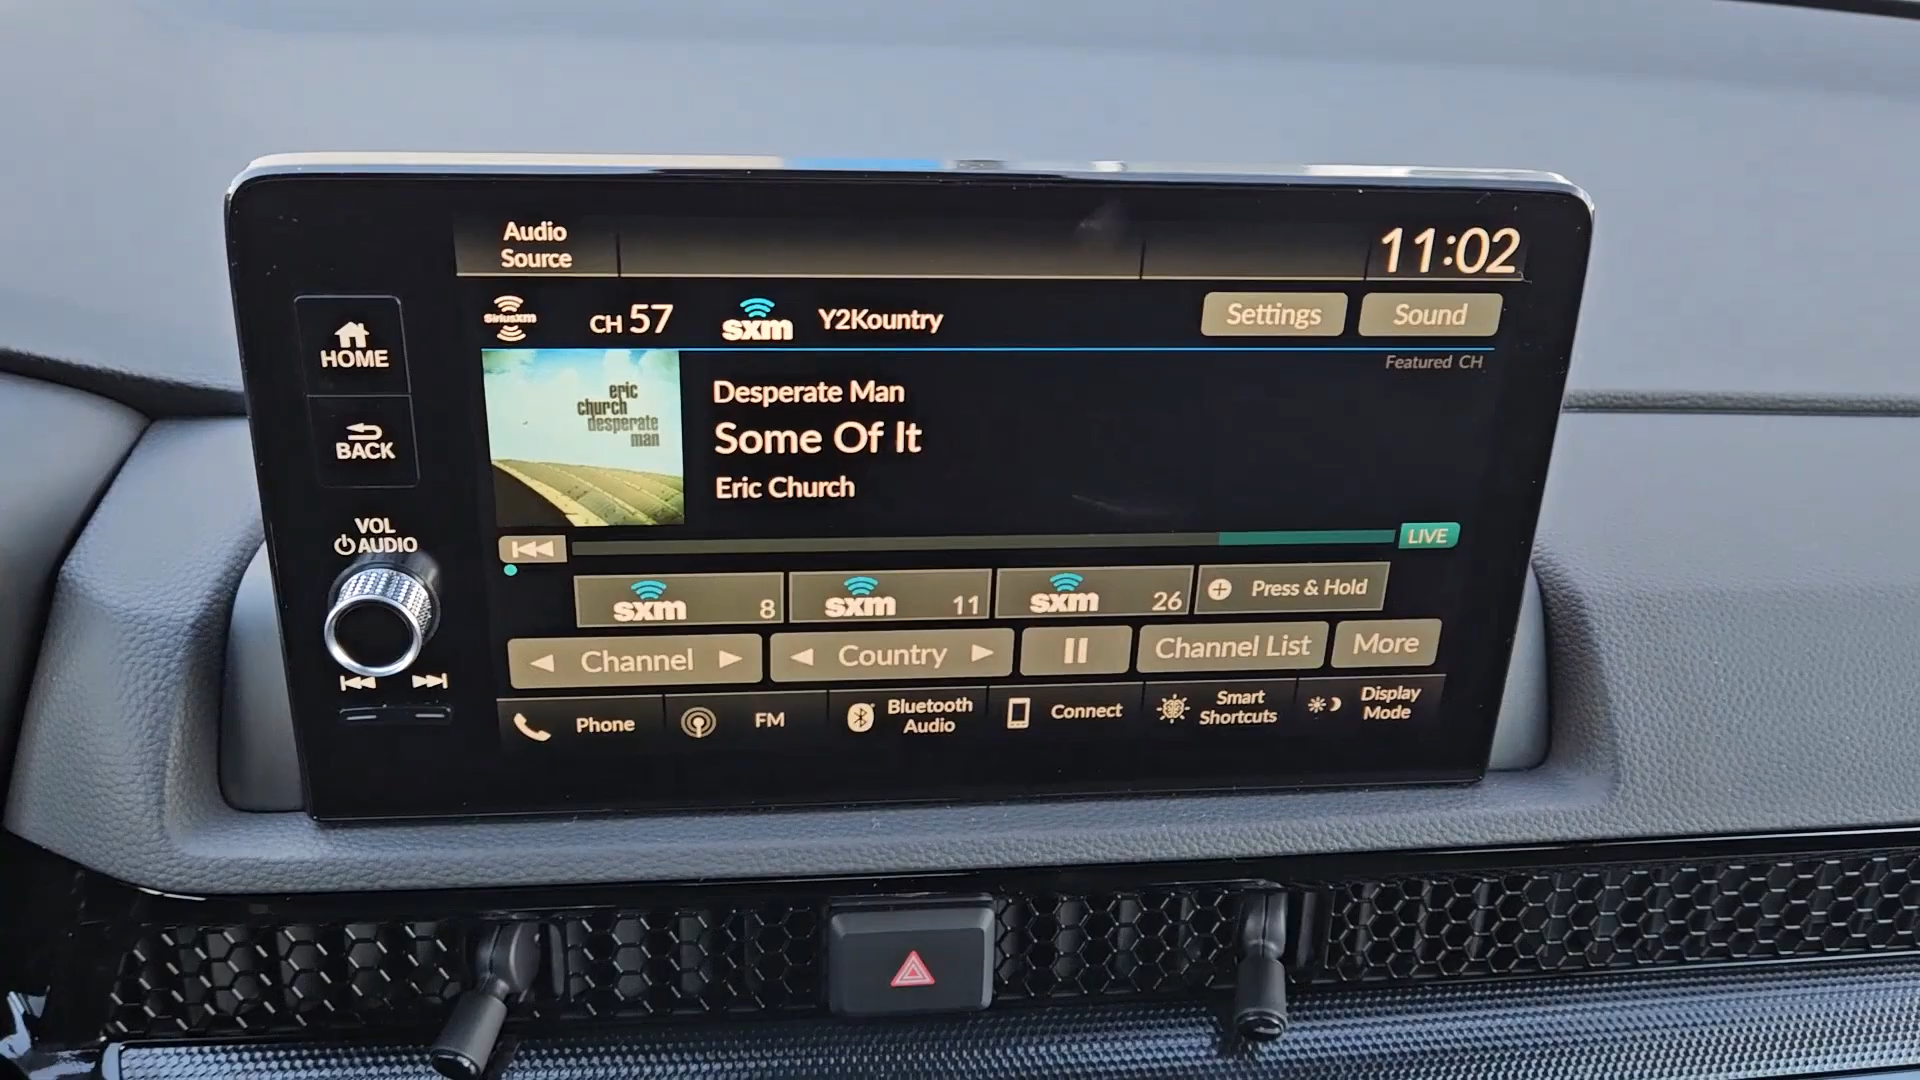 Audio
Source
11:02
SiriusXM
CH 57
sxm
Y2Kountry
Settings
Sound
Featured CH
HOME
BACK
VOL
AUDIO
eric
church
desperate
man
Desperate Man
Some Of It
Eric Church
LIVE
sxm 8
sxm 11
sxm 26
Press & Hold
Channel
Country
Channel List
More
Phone
FM
Bluetooth
Audio
Connect
Smart
Shortcuts
Display
Mode